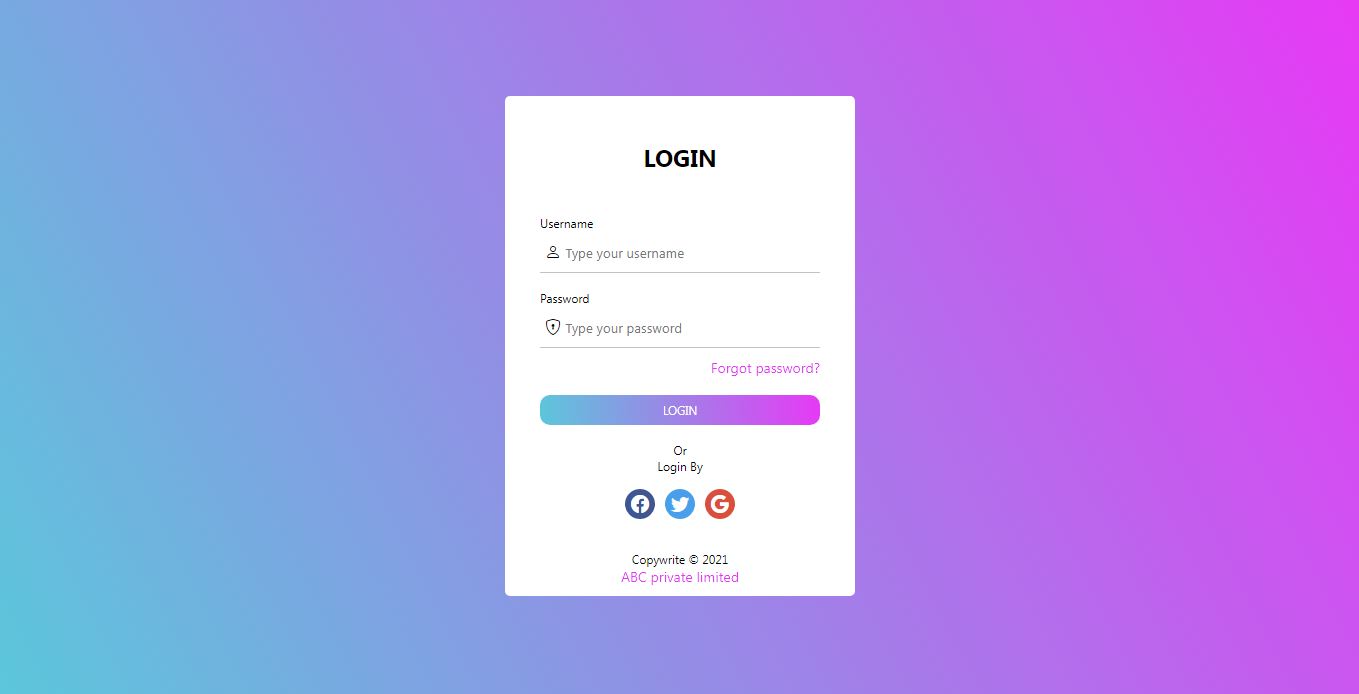 LOGIN
Username
Type your username
Password
Type your password
Forgot password?
LOGIN
Or
Login By
Copywrite © 2021
ABC private limited